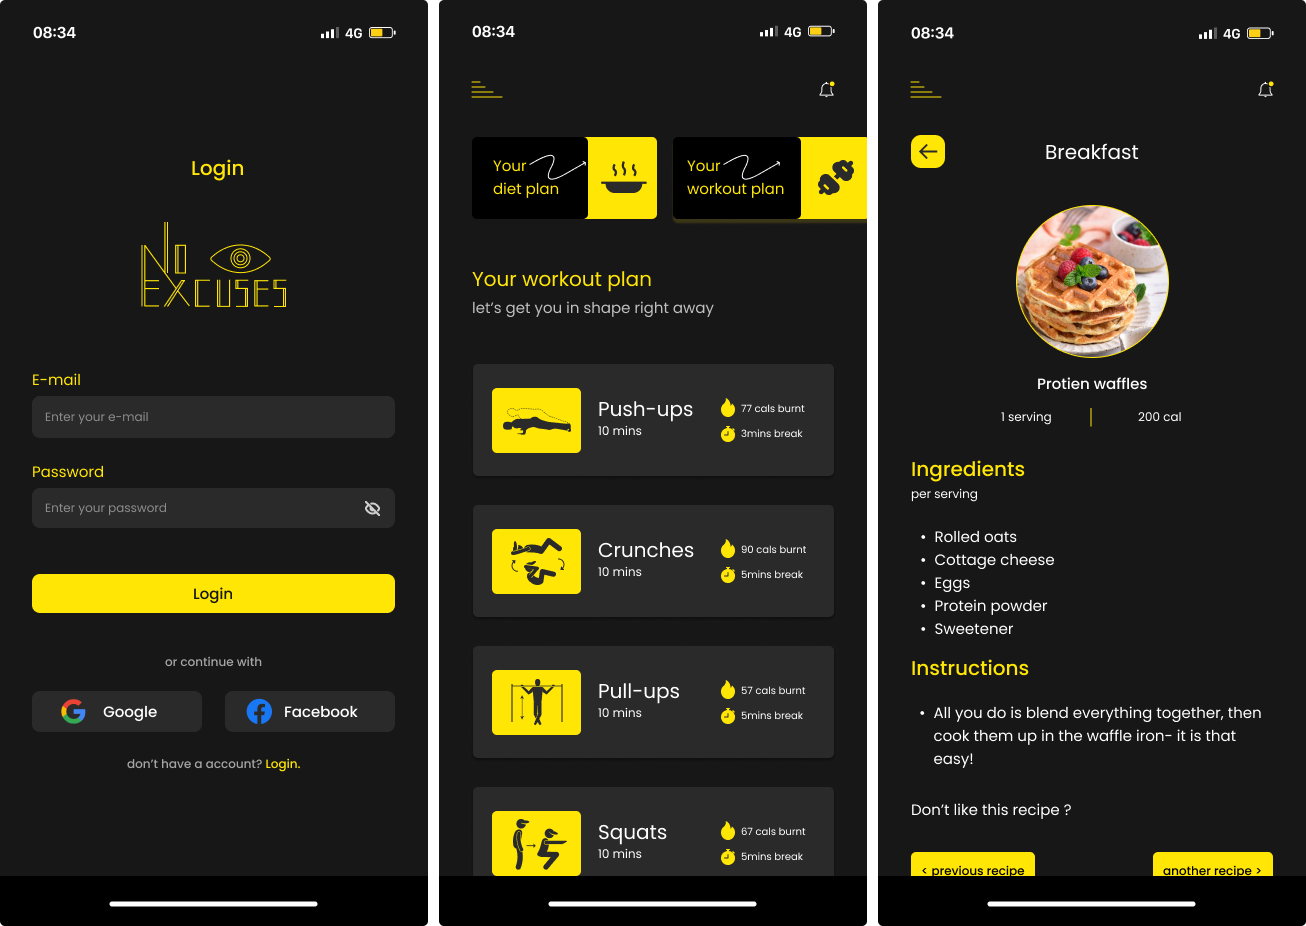 08:34
4G
Login
No
EXCUSES
E-mail
Enter your e-mail
Password
Enter your password
Login
or continue with
Google
Facebook
don't have a account? Login.
08:34
4G
Your
diet plan
Your
workout plan
Your workout plan
let's get you in shape right away
Push-ups
10 mins
77 cals burnt
3mins break
Crunches
10 mins
90 cals burnt
5mins break
Pull-ups
10 mins
57 cals burnt
5mins break
Squats
10 mins
67 cals burnt
5mins break
08:34
4G
Breakfast
Protien waffles
1 serving
200 cal
Ingredients
per serving
• Rolled oats
• Cottage cheese
• Eggs
• Protein powder
• Sweetener
Instructions
• All you do is blend everything together, then
cook them up in the waffle iron- it is that
easy!
Don't like this recipe ?
< previous recipe
another recipe >